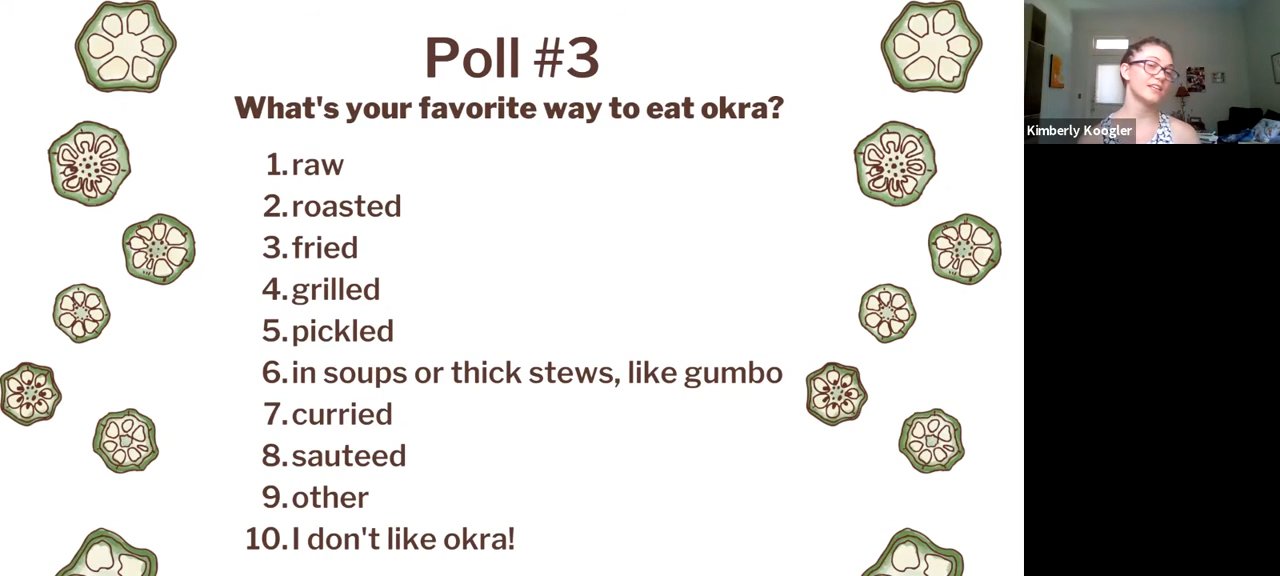 Poll #3
What's your favorite way to eat okra?
1. raw
2. roasted
3. fried
4. grilled
5. pickled
6. in soups or thick stews, like gumbo
7. curried
8. sauteed
9. other
10. I don't like okra!
Kimberly Koogler